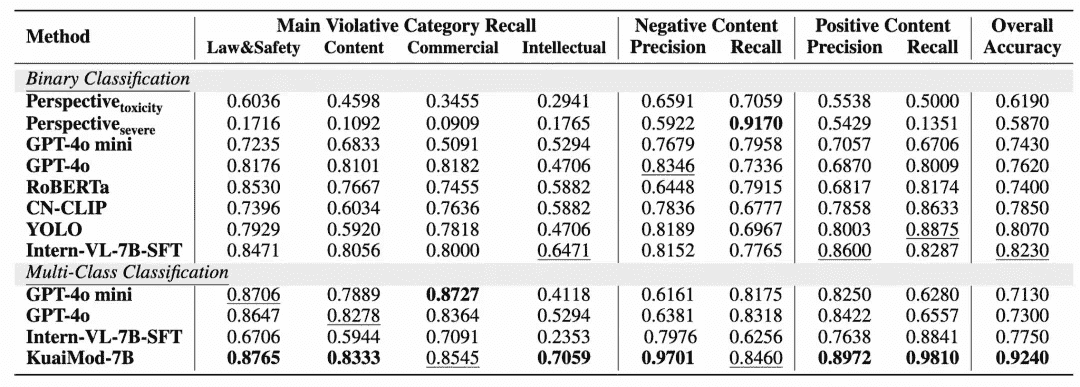 Method Main Violative Category Recall Negative Content Positive Content Overall
Law&Safety Content Commercial Intellectual Precision Recall Precision Recall Accuracy
Binary Classification
Perspectivetoxicity 0.6036 0.4598 0.3455 0.2941 0.6591 0.7059 0.5538 0.5000 0.6190
Perspectivesevere 0.1716 0.1092 0.0909 0.1765 0.5922 0.9170 0.5429 0.1351 0.5870
GPT-4o mini 0.7235 0.6833 0.5091 0.5294 0.7679 0.7958 0.7057 0.6706 0.7430
GPT-4o 0.8176 0.8101 0.8182 0.4706 0.8346 0.7336 0.6870 0.8009 0.7620
RoBERTa 0.8530 0.7667 0.7455 0.5882 0.6448 0.7915 0.6817 0.8174 0.7400
CN-CLIP 0.7396 0.6034 0.7636 0.5882 0.7836 0.6777 0.7858 0.8633 0.7850
YOLO 0.7929 0.5920 0.7818 0.4706 0.8189 0.6967 0.8003 0.8875 0.8070
Intern-VL-7B-SFT 0.8471 0.8056 0.8000 0.6471 0.8152 0.7765 0.8600 0.8287 0.8230
Multi-Class Classification
GPT-4o mini 0.8706 0.7889 0.8727 0.4118 0.6161 0.8175 0.8250 0.6280 0.7130
GPT-4o 0.8647 0.8278 0.8364 0.5294 0.6381 0.8318 0.8422 0.6557 0.7300
Intern-VL-7B-SFT 0.6706 0.5944 0.7091 0.2353 0.7976 0.6256 0.7638 0.8841 0.7750
KuaiMod-7B 0.8765 0.8333 0.8545 0.7059 0.9701 0.8460 0.8972 0.9810 0.9240